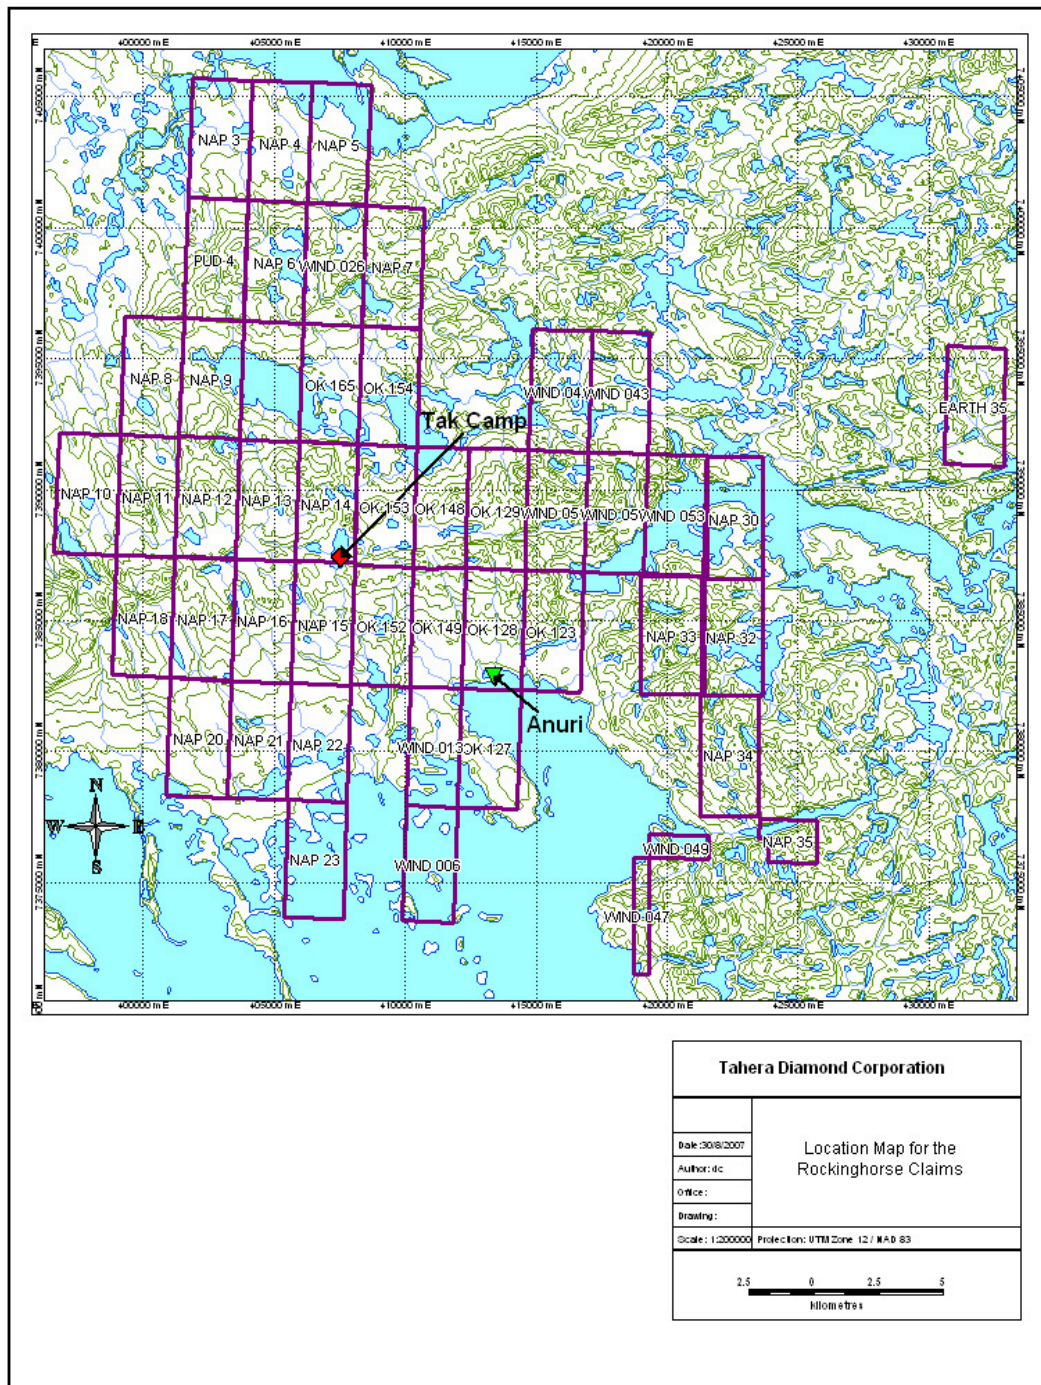 400000 m E 405000 m E 410000 m E 415000 m E 420000 m E 425000 m E 430000 m E
NAP 3 NAP 4 NAP 5
PUD 4 NAP 6 WIND 026 NAP 7
NAP 8 NAP 9 OK 165 OK 154 WIND 04 WIND 043
EARTH 35
Tak Camp
NAP 10 NAP 11 NAP 12 NAP 13 NAP 14 OK 153 OK 148 OK 129 WIND 05 WIND 05 WIND 053 NAP 30
NAP 18 NAP 17 NAP 16 NAP 15 OK 152 OK 149 OK 128 OK 123 NAP 33 NAP 32
Anuri
NAP 20 NAP 21 NAP 22 WIND 013 OK 127 NAP 34
N
W E
S
NAP 23 WIND 006 WIND 049 NAP 35
WIND 047
400000 m E 405000 m E 410000 m E 415000 m E 420000 m E 425000 m E 430000 m E
Tahera Diamond Corporation
Date:30/8/2007
Author: dc
Office:
Drawing:
Scale: 1:200000
Location Map for the
Rockinghorse Claims
Projection: UTM Zone 12 / NAD 83
2.5 0 2.5 5
kilometres